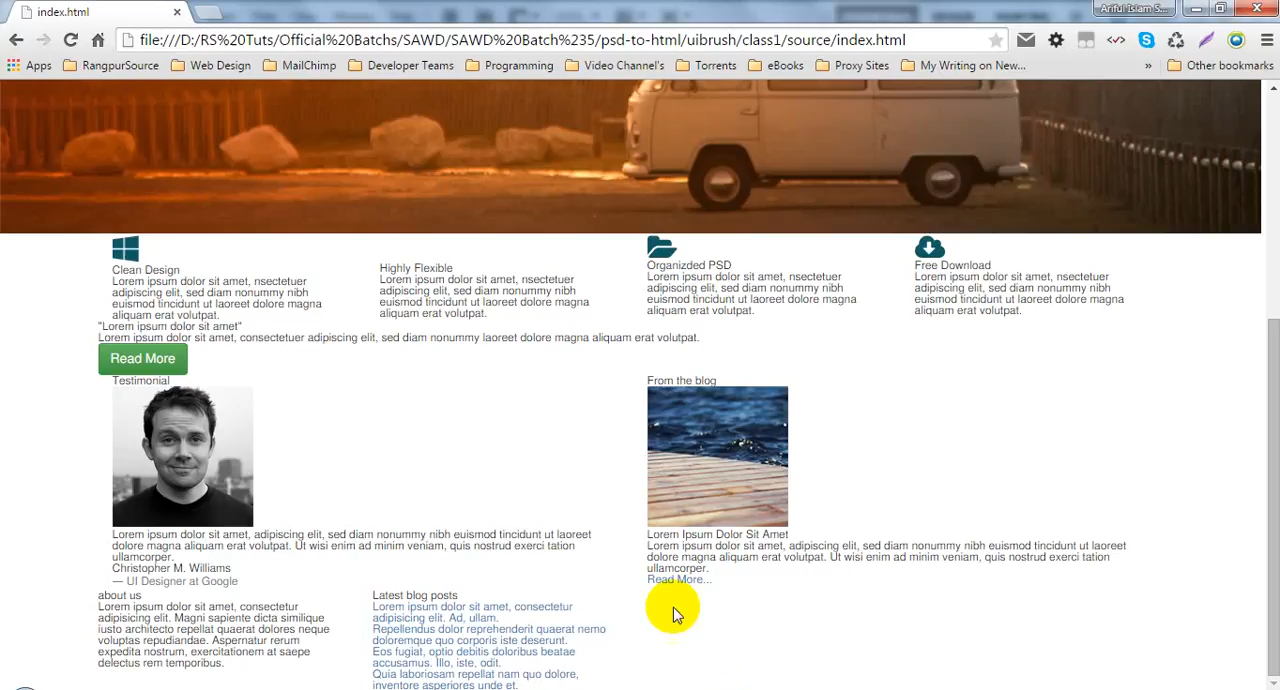 index.html
Ariful Islam S...
file:///D:/RS%20Tuts/Official%20Batchs/SAWD/SAWD%20Batch%235/psd-to-html/uibrush/class1/source/index.html
Apps RangpurSource Web Design MailChimp Developer Teams Programming Video Channel's Torrents eBooks Proxy Sites My Writing on New... » Other bookmarks
Clean Design
Lorem ipsum dolor sit amet, nsectetuer
adipiscing elit, sed diam nonummy nibh
euismod tincidunt ut laoreet dolore magna
aliquam erat volutpat.
Highly Flexible
Lorem ipsum dolor sit amet, nsectetuer
adipiscing elit, sed diam nonummy nibh
euismod tincidunt ut laoreet dolore magna
aliquam erat volutpat.
Organizded PSD
Lorem ipsum dolor sit amet, nsectetuer
adipiscing elit, sed diam nonummy nibh
euismod tincidunt ut laoreet dolore magna
aliquam erat volutpat.
Free Download
Lorem ipsum dolor sit amet, nsectetuer
adipiscing elit, sed diam nonummy nibh
euismod tincidunt ut laoreet dolore magna
aliquam erat volutpat.
"Lorem ipsum dolor sit amet"
Lorem ipsum dolor sit amet, consectetuer adipiscing elit, sed diam nonummy laoreet dolore magna aliquam erat volutpat.
Read More
Testimonial
Lorem ipsum dolor sit amet, adipiscing elit, sed diam nonummy nibh euismod tincidunt ut laoreet
dolore magna aliquam erat volutpat. Ut wisi enim ad minim veniam, quis nostrud exerci tation
ullamcorper.
Christopher M. Williams
— UI Designer at Google
From the blog
Lorem Ipsum Dolor Sit Amet
Lorem ipsum dolor sit amet, adipiscing elit, sed diam nonummy nibh euismod tincidunt ut laoreet
dolore magna aliquam erat volutpat. Ut wisi enim ad minim veniam, quis nostrud exerci tation
ullamcorper.
Read More...
about us
Lorem ipsum dolor sit amet, consectetur
adipisicing elit. Magni sapiente dicta similique
iusto architecto repellat quaerat dolores neque
voluptas repudiandae. Aspernatur rerum
expedita nostrum, exercitationem at saepe
delectus rem temporibus.
Latest blog posts
Lorem ipsum dolor sit amet, consectetur
adipisicing elit. Ad, ullam.
Repellendus dolor reprehenderit quaerat nemo
doloremque quo corporis iste deserunt.
Eos fugiat, optio debitis doloribus beatae
accusamus. Illo, iste, odit.
Quia laboriosam repellat nam quo dolore,
inventore asperiores unde et.